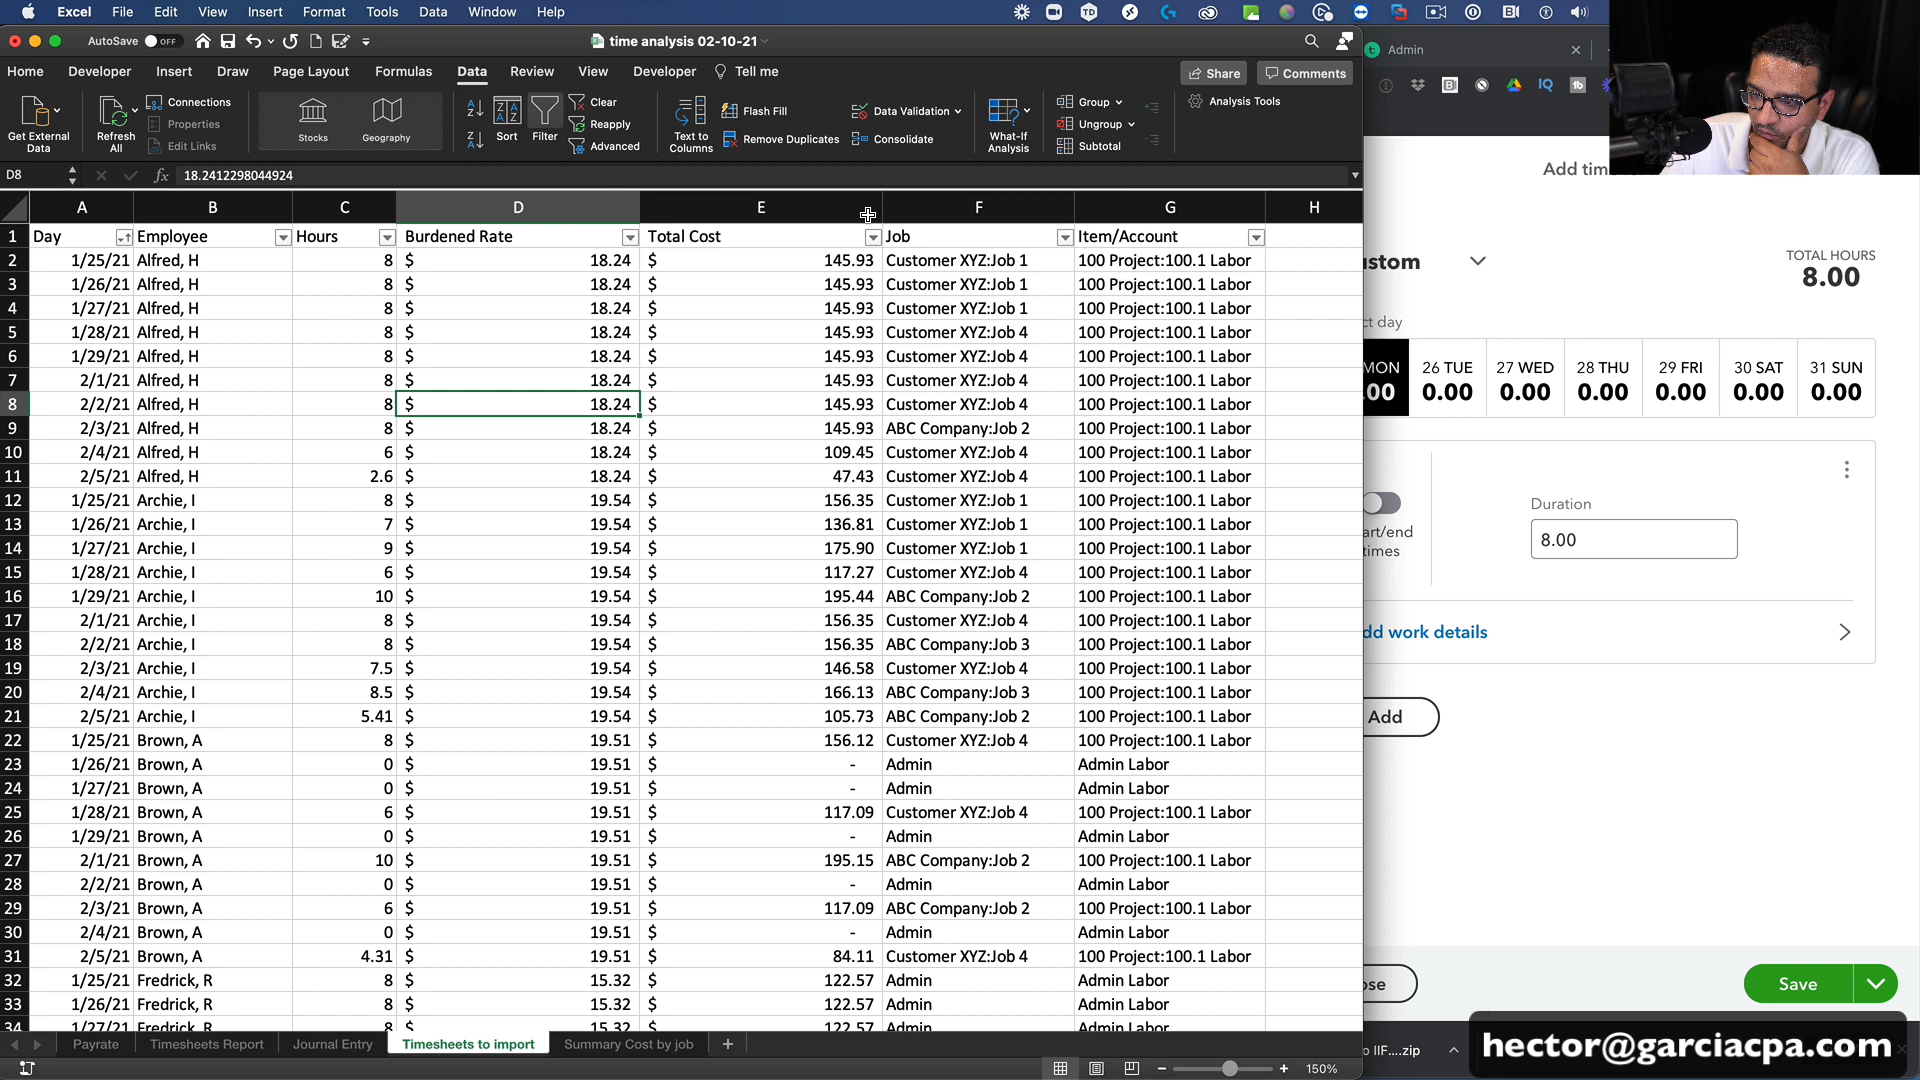 Excel File Edit View Insert Format Tools Data Window Help
AutoSave OFF
time analysis 02-10-21
Home Developer Insert Draw Page Layout Formulas Data Review View Developer Tell me
Share Comments
Get External Data
Refresh All
Connections
Properties
Edit Links
Stocks
Geography
Sort
Filter
Clear
Reapply
Advanced
Text to Columns
Flash Fill
Remove Duplicates
Data Validation
Consolidate
What-If Analysis
Group
Ungroup
Subtotal
Analysis Tools
D8 fx 18.2412298044924
A B C D E F G H
1 Day Employee Hours Burdened Rate Total Cost Job Item/Account
2 1/25/21 Alfred, H 8 $ 18.24 $ 145.93 Customer XYZ:Job 1 100 Project:100.1 Labor
3 1/26/21 Alfred, H 8 $ 18.24 $ 145.93 Customer XYZ:Job 1 100 Project:100.1 Labor
4 1/27/21 Alfred, H 8 $ 18.24 $ 145.93 Customer XYZ:Job 1 100 Project:100.1 Labor
5 1/28/21 Alfred, H 8 $ 18.24 $ 145.93 Customer XYZ:Job 4 100 Project:100.1 Labor
6 1/29/21 Alfred, H 8 $ 18.24 $ 145.93 Customer XYZ:Job 4 100 Project:100.1 Labor
7 2/1/21 Alfred, H 8 $ 18.24 $ 145.93 Customer XYZ:Job 4 100 Project:100.1 Labor
8 2/2/21 Alfred, H 8 $ 18.24 $ 145.93 Customer XYZ:Job 4 100 Project:100.1 Labor
9 2/3/21 Alfred, H 8 $ 18.24 $ 145.93 ABC Company:Job 2 100 Project:100.1 Labor
10 2/4/21 Alfred, H 6 $ 18.24 $ 109.45 Customer XYZ:Job 4 100 Project:100.1 Labor
11 2/5/21 Alfred, H 2.6 $ 18.24 $ 47.43 Customer XYZ:Job 4 100 Project:100.1 Labor
12 1/25/21 Archie, I 8 $ 19.54 $ 156.35 Customer XYZ:Job 1 100 Project:100.1 Labor
13 1/26/21 Archie, I 7 $ 19.54 $ 136.81 Customer XYZ:Job 1 100 Project:100.1 Labor
14 1/27/21 Archie, I 9 $ 19.54 $ 175.90 Customer XYZ:Job 1 100 Project:100.1 Labor
15 1/28/21 Archie, I 6 $ 19.54 $ 117.27 Customer XYZ:Job 4 100 Project:100.1 Labor
16 1/29/21 Archie, I 10 $ 19.54 $ 195.44 ABC Company:Job 2 100 Project:100.1 Labor
17 2/1/21 Archie, I 8 $ 19.54 $ 156.35 Customer XYZ:Job 4 100 Project:100.1 Labor
18 2/2/21 Archie, I 8 $ 19.54 $ 156.35 ABC Company:Job 3 100 Project:100.1 Labor
19 2/3/21 Archie, I 7.5 $ 19.54 $ 146.58 Customer XYZ:Job 4 100 Project:100.1 Labor
20 2/4/21 Archie, I 8.5 $ 19.54 $ 166.13 ABC Company:Job 3 100 Project:100.1 Labor
21 2/5/21 Archie, I 5.41 $ 19.54 $ 105.73 ABC Company:Job 2 100 Project:100.1 Labor
22 1/25/21 Brown, A 8 $ 19.51 $ 156.12 Customer XYZ:Job 4 100 Project:100.1 Labor
23 1/26/21 Brown, A 0 $ 19.51 $ - Admin Admin Labor
24 1/27/21 Brown, A 0 $ 19.51 $ - Admin Admin Labor
25 1/28/21 Brown, A 6 $ 19.51 $ 117.09 Customer XYZ:Job 4 100 Project:100.1 Labor
26 1/29/21 Brown, A 0 $ 19.51 $ - Admin Admin Labor
27 2/1/21 Brown, A 10 $ 19.51 $ 195.15 ABC Company:Job 2 100 Project:100.1 Labor
28 2/2/21 Brown, A 0 $ 19.51 $ - Admin Admin Labor
29 2/3/21 Brown, A 6 $ 19.51 $ 117.09 ABC Company:Job 2 100 Project:100.1 Labor
30 2/4/21 Brown, A 0 $ 19.51 $ - Admin Admin Labor
31 2/5/21 Brown, A 4.31 $ 19.51 $ 84.11 Customer XYZ:Job 4 100 Project:100.1 Labor
32 1/25/21 Fredrick, R 8 $ 15.32 $ 122.57 Admin Admin Labor
33 1/26/21 Fredrick, R 8 $ 15.32 $ 122.57 Admin Admin Labor
34 1/27/21 Fredrick, R 8 $ 15.32 $ 122.57 Admin Admin Labor
Payrate Timesheets Report Journal Entry Timesheets to import Summary Cost by job +
150%
Admin
Add tim
stom
TOTAL HOURS
8.00
ct day
MON 26 TUE 27 WED 28 THU 29 FRI 30 SAT 31 SUN
.00 0.00 0.00 0.00 0.00 0.00 0.00
Duration
8.00
art/end
times
dd work details
Add
ose
Save
o IIF....zip
hector@garciacpa.com